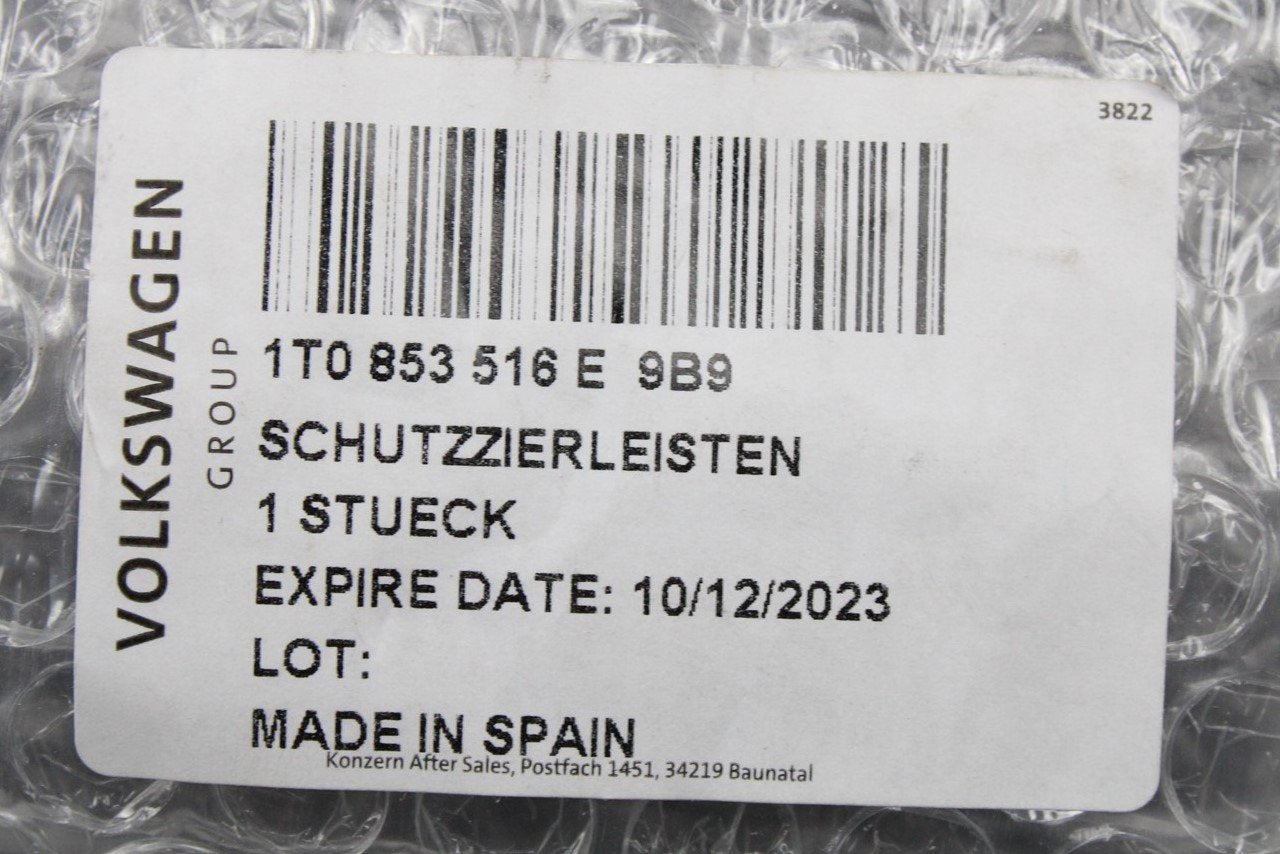 3822
VOLKSWAGEN
GROUP
1T0 853 516 E 9B9
SCHUTZZIERLEISTEN
1 STUECK
EXPIRE DATE: 10/12/2023
LOT:
MADE IN SPAIN
Konzern After Sales, Postfach 1451, 34219 Baunatal